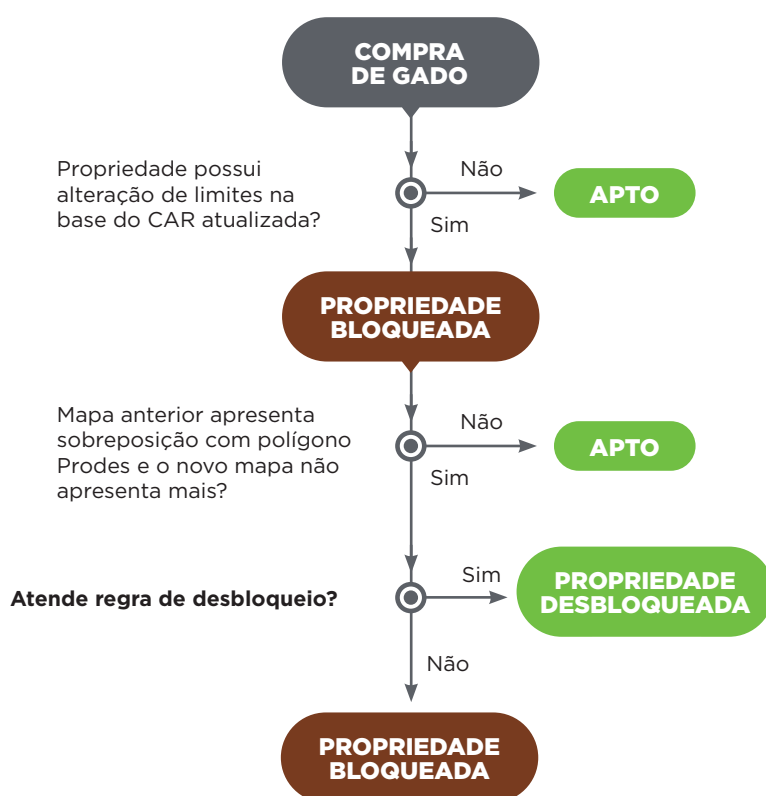 COMPRA
DE GADO
Propriedade possui
alteração de limites na
base do CAR atualizada?
Não
APTO
Sim
PROPRIEDADE
BLOQUEADA
Mapa anterior apresenta
sobreposição com polígono
Prodes e o novo mapa não
apresenta mais?
Não
APTO
Sim
Atende regra de desbloqueio?
Sim
PROPRIEDADE
DESBLOQUEADA
Não
PROPRIEDADE
BLOQUEADA